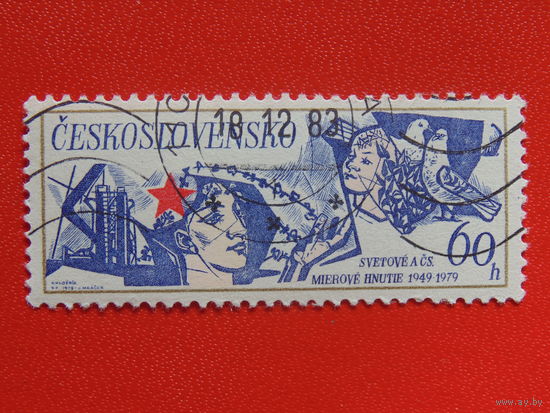 ČESKOSLOVENSKO
18 12 83
SVETOVÉ A ČS.
MIEROVÉ HNUTIE 1949-1979
60 h
www.ay.by